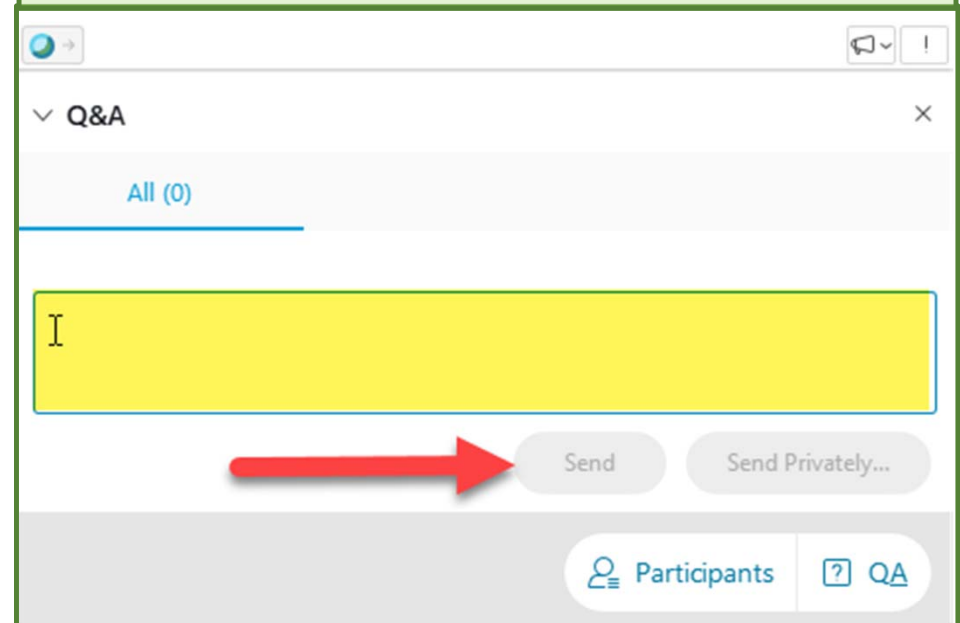 Q&A
All (0)
Send
Send Privately...
Participants
QA